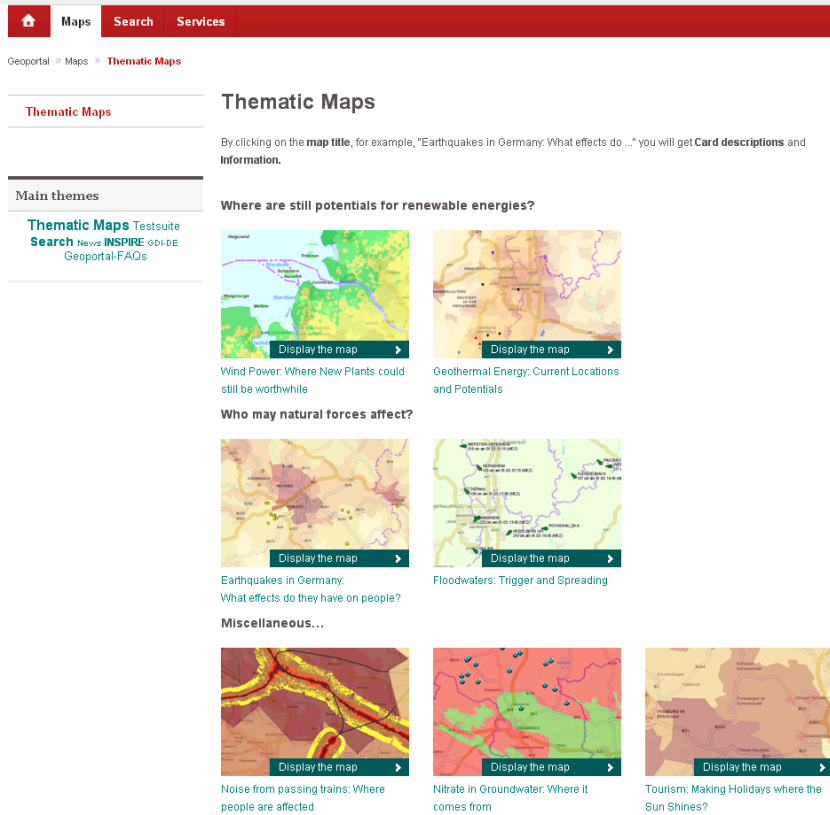 Maps Search Services
Geoportal » Maps » Thematic Maps
Thematic Maps
Main themes
Thematic Maps Testsuite
Search News INSPIRE GDI-DE
Geoportal-FAQs
Thematic Maps
By clicking on the map title, for example, "Earthquakes in Germany: What effects do ..." you will get Card descriptions and
Information.
Where are still potentials for renewable energies?
Helgoland
Nordsee
Cuxhaven
Nordsee
Display the map
Display the map
Wind Power: Where New Plants could
still be worthwhile
Geothermal Energy: Current Locations
and Potentials
Who may natural forces affect?
Display the map
Display the map
Earthquakes in Germany:
What effects do they have on people?
Floodwaters: Trigger and Spreading
Miscellaneous...
Display the map
Display the map
Display the map
Noise from passing trains: Where
people are affected
Nitrate in Groundwater: Where it
comes from
Tourism: Making Holidays where the
Sun Shines?